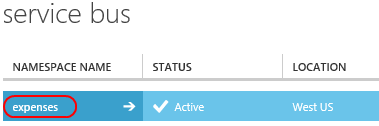 service bus
NAMESPACE NAME STATUS LOCATION
expenses Active West US